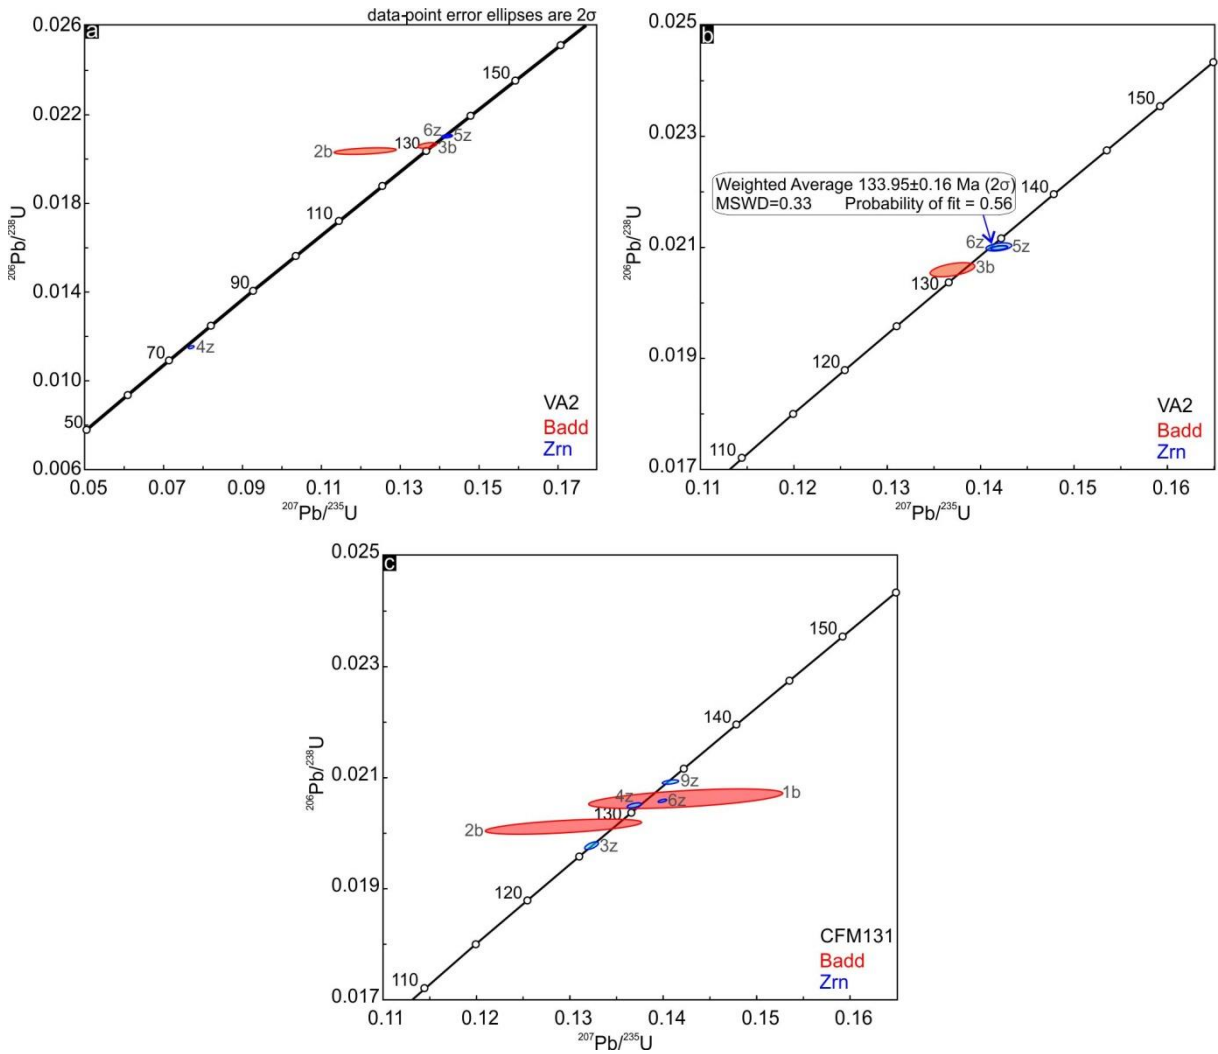 data-point error ellipses are 2σ
a
0.026
0.022
0.018
0.014
0.010
0.006
²⁰⁶Pb/²³⁸U
150
130
110
90
70
50
6z
5z
3b
2b
4z
VA2
Badd
Zrn
0.05
0.07
0.09
0.11
0.13
0.15
0.17
²⁰⁷Pb/²³⁵U
b
0.025
0.023
0.021
0.019
0.017
²⁰⁶Pb/²³⁸U
150
140
130
120
110
Weighted Average 133.95±0.16 Ma (2σ)
MSWD=0.33 Probability of fit = 0.56
6z
5z
3b
VA2
Badd
Zrn
0.11
0.12
0.13
0.14
0.15
0.16
²⁰⁷Pb/²³⁵U
c
0.025
0.023
0.021
0.019
0.017
²⁰⁶Pb/²³⁸U
150
140
130
120
110
9z
1b
4z
6z
2b
3z
CFM131
Badd
Zrn
0.11
0.12
0.13
0.14
0.15
0.16
²⁰⁷Pb/²³⁵U